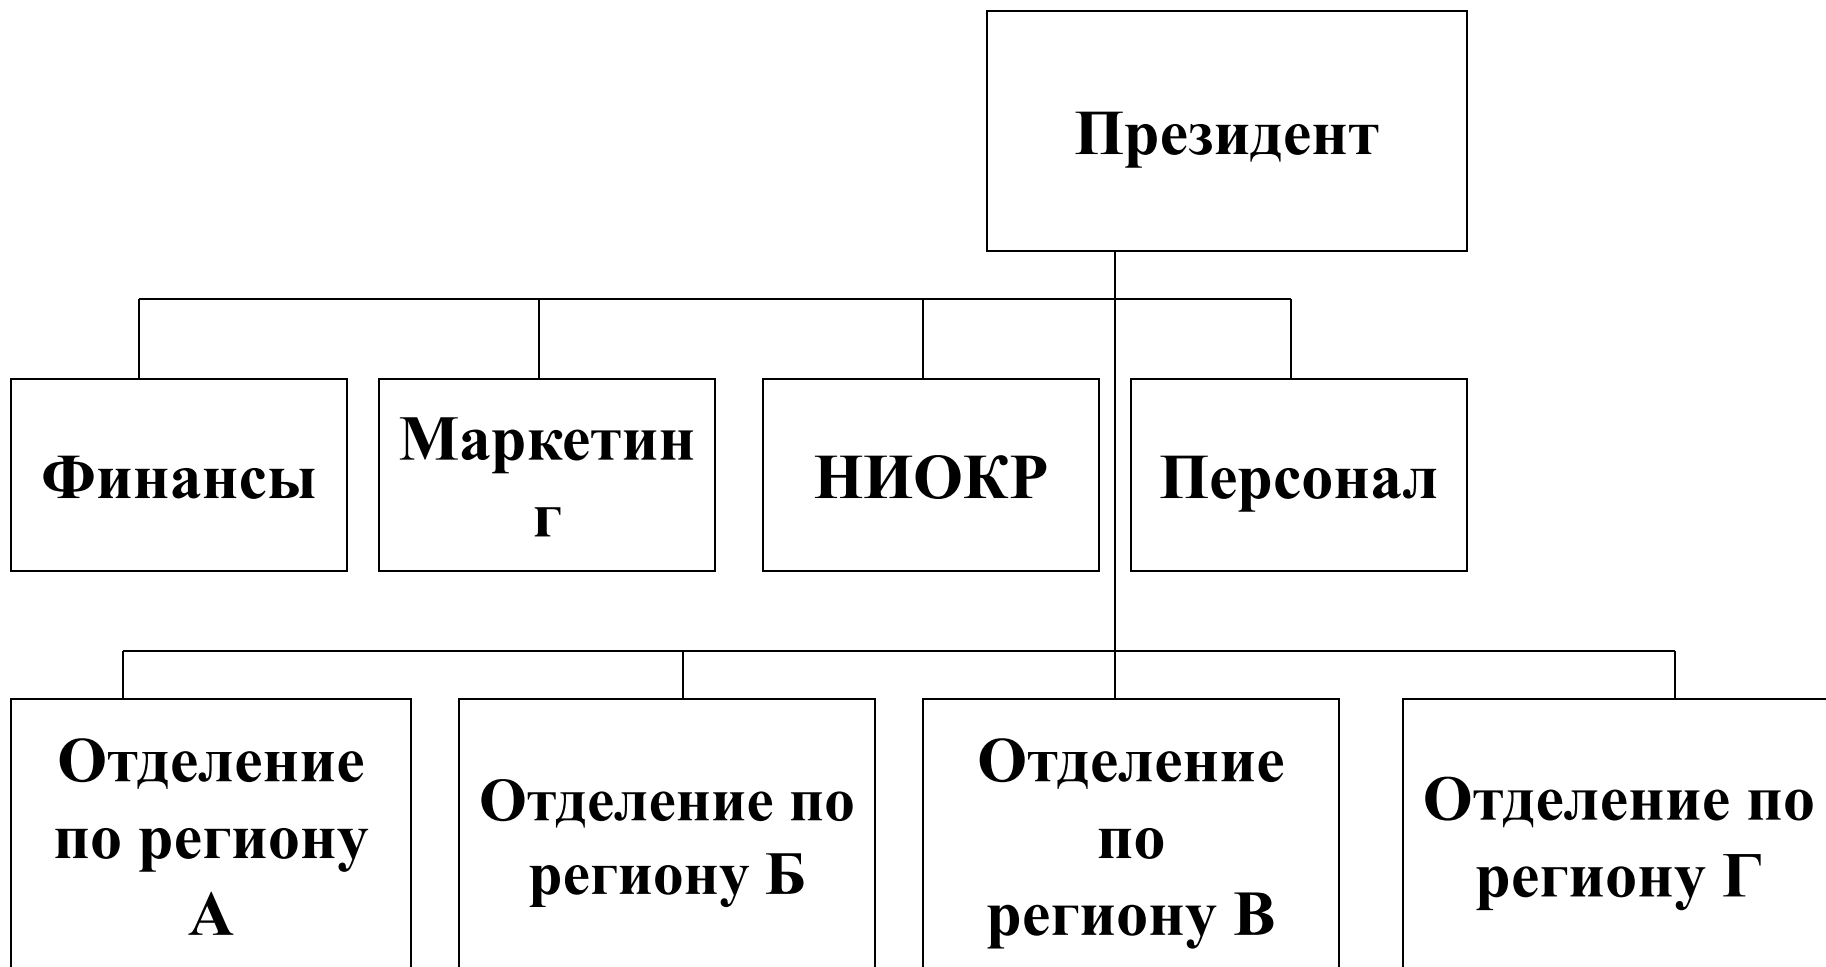 Президент
Финансы
Маркетин
г
НИОКР
Персонал
Отделение
по региону
А
Отделение по
региону Б
Отделение
по
региону В
Отделение по
региону Г